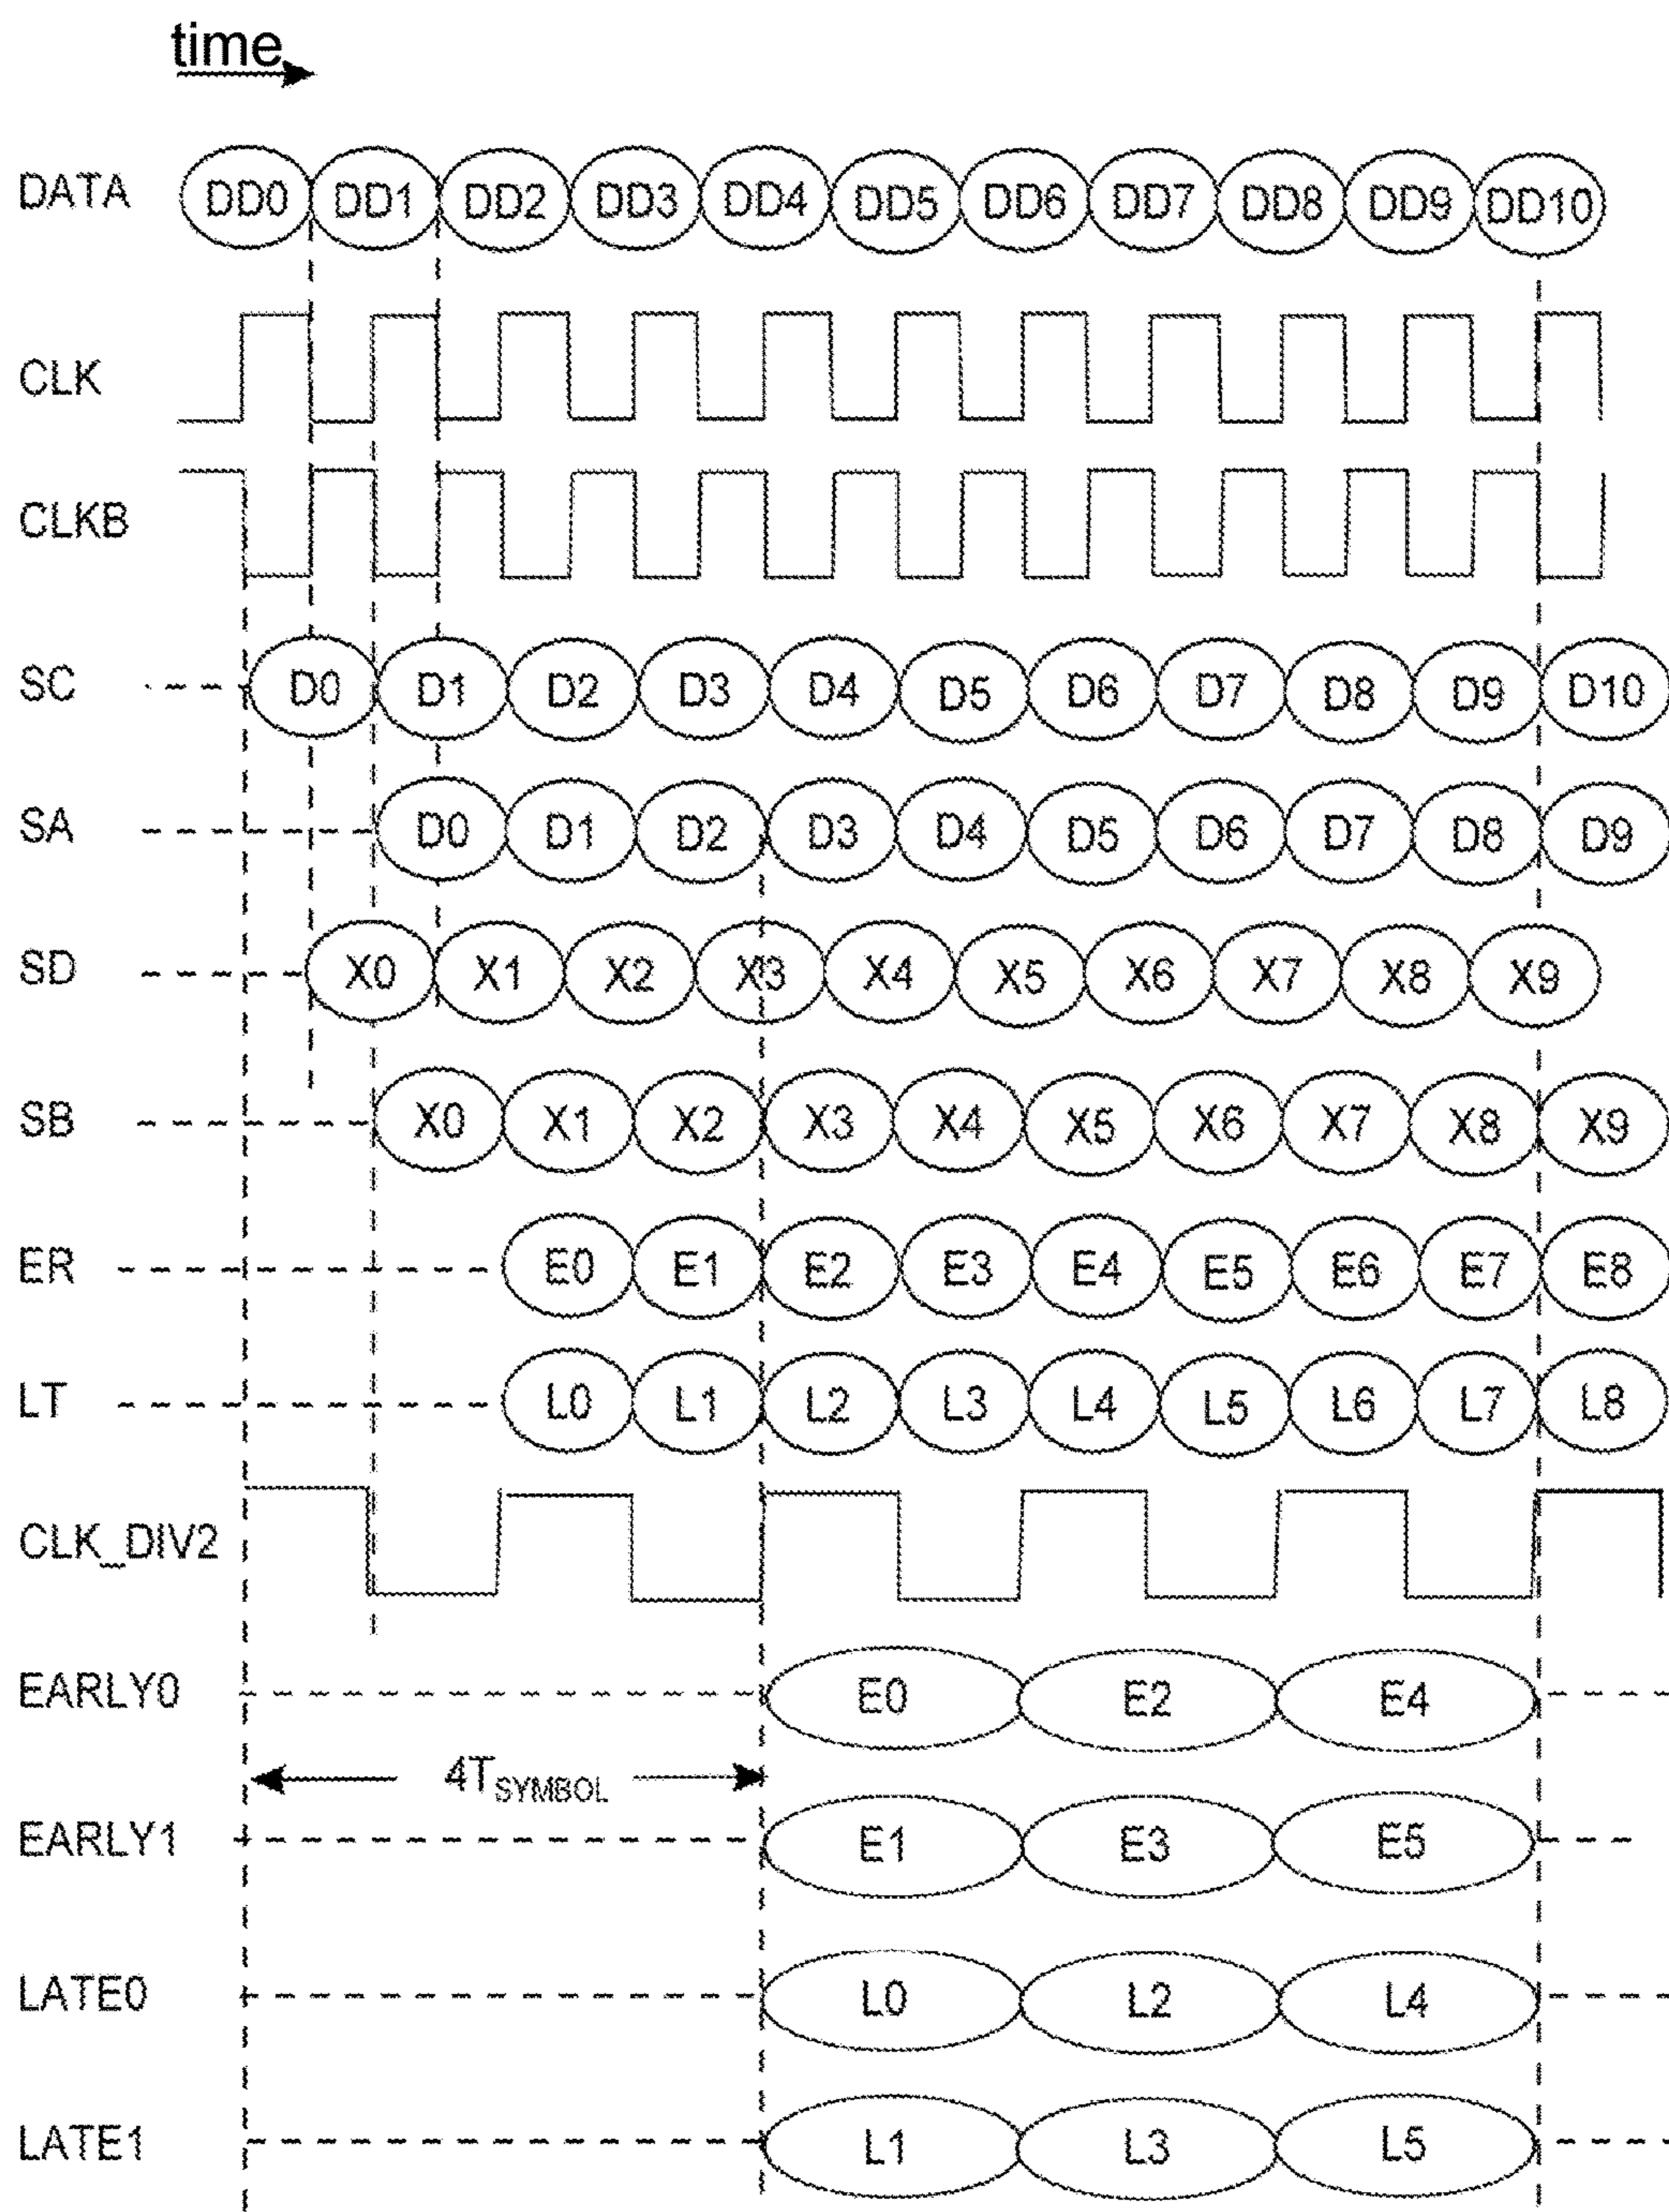 time
DATA DD0 DD1 DD2 DD3 DD4 DD5 DD6 DD7 DD8 DD9 DD10
CLK
CLKB
SC D0 D1 D2 D3 D4 D5 D6 D7 D8 D9 D10
SA D0 D1 D2 D3 D4 D5 D6 D7 D8 D9
SD X0 X1 X2 X3 X4 X5 X6 X7 X8 X9
SB X0 X1 X2 X3 X4 X5 X6 X7 X8 X9
ER E0 E1 E2 E3 E4 E5 E6 E7 E8
LT L0 L1 L2 L3 L4 L5 L6 L7 L8
CLK_DIV2
EARLY0 E0 E2 E4
4TSYMBOL
EARLY1 E1 E3 E5
LATE0 L0 L2 L4
LATE1 L1 L3 L5